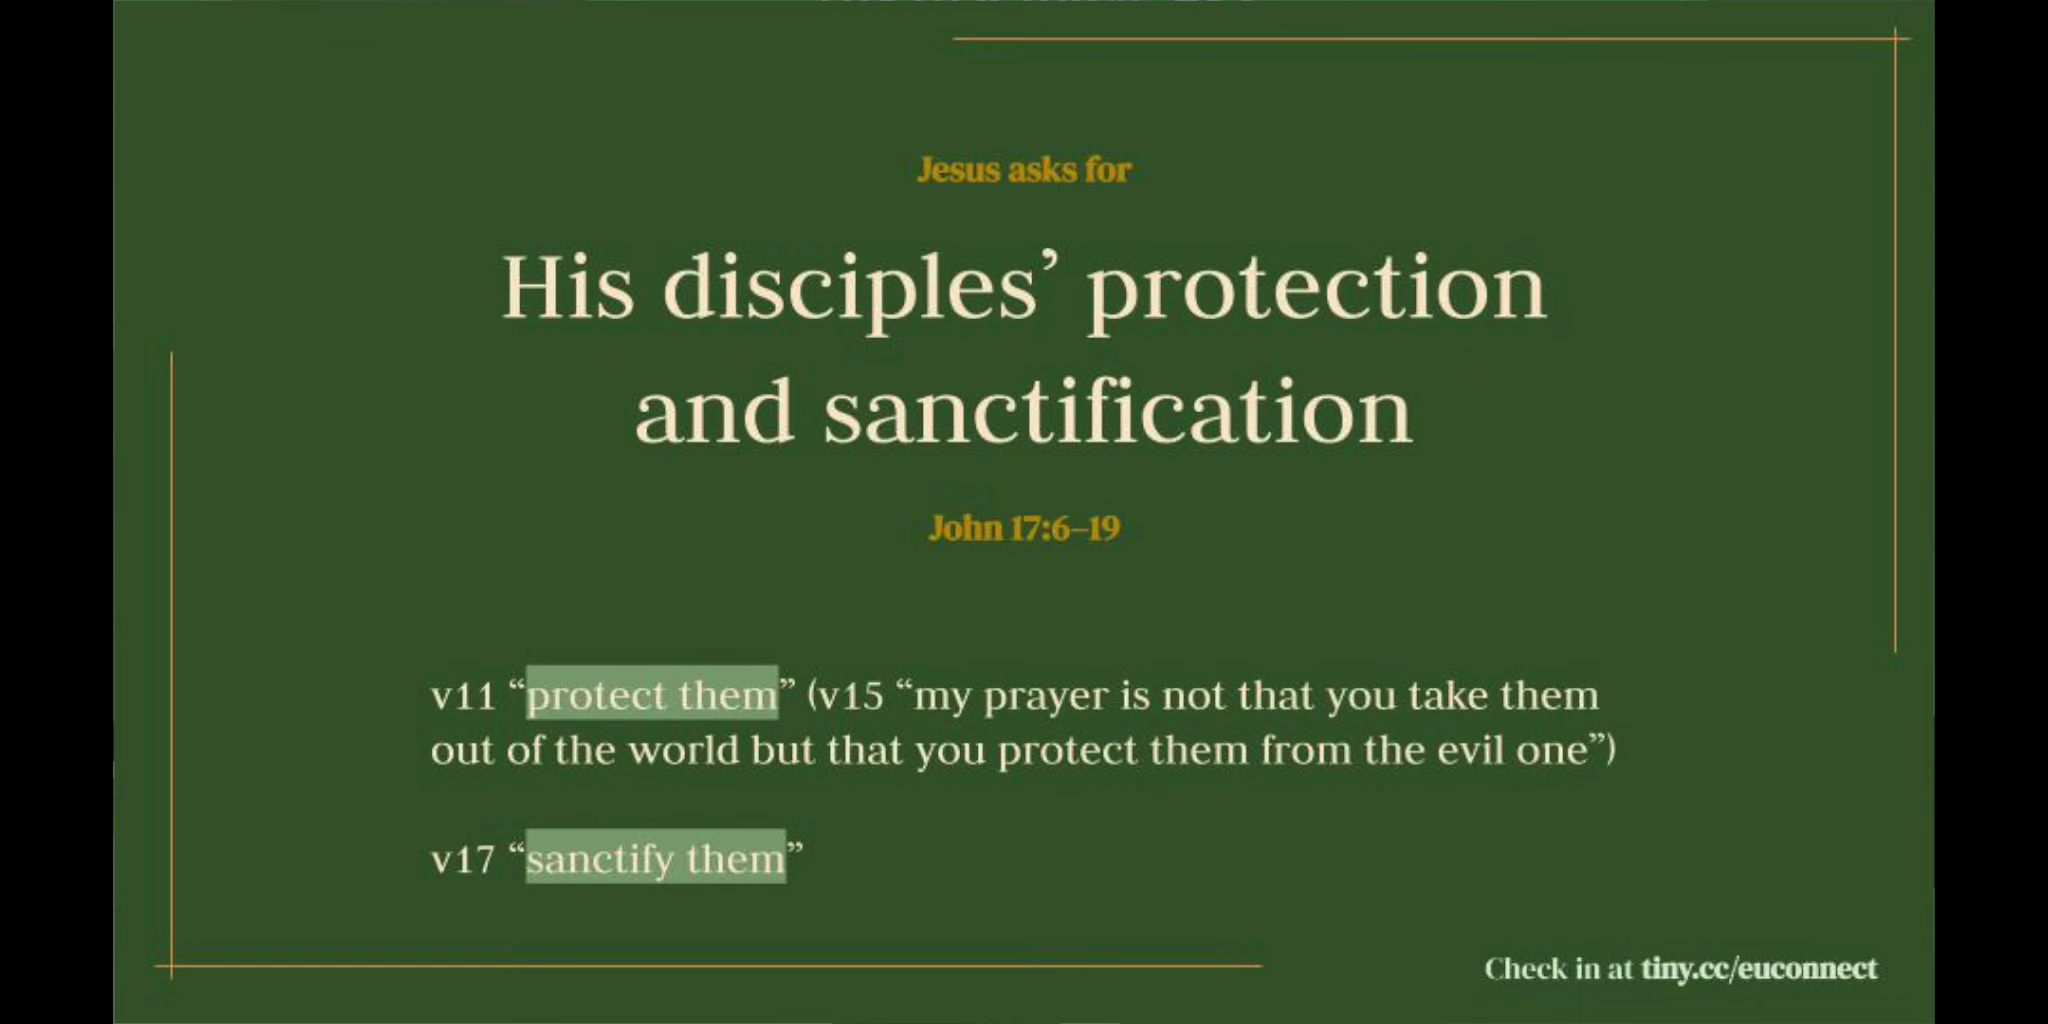 Jesus asks for
His disciples’ protection
and sanctification
John 17:6–19
v11 “protect them” (v15 “my prayer is not that you take them
out of the world but that you protect them from the evil one”)
v17 “sanctify them”
Check in at tiny.cc/euconnect